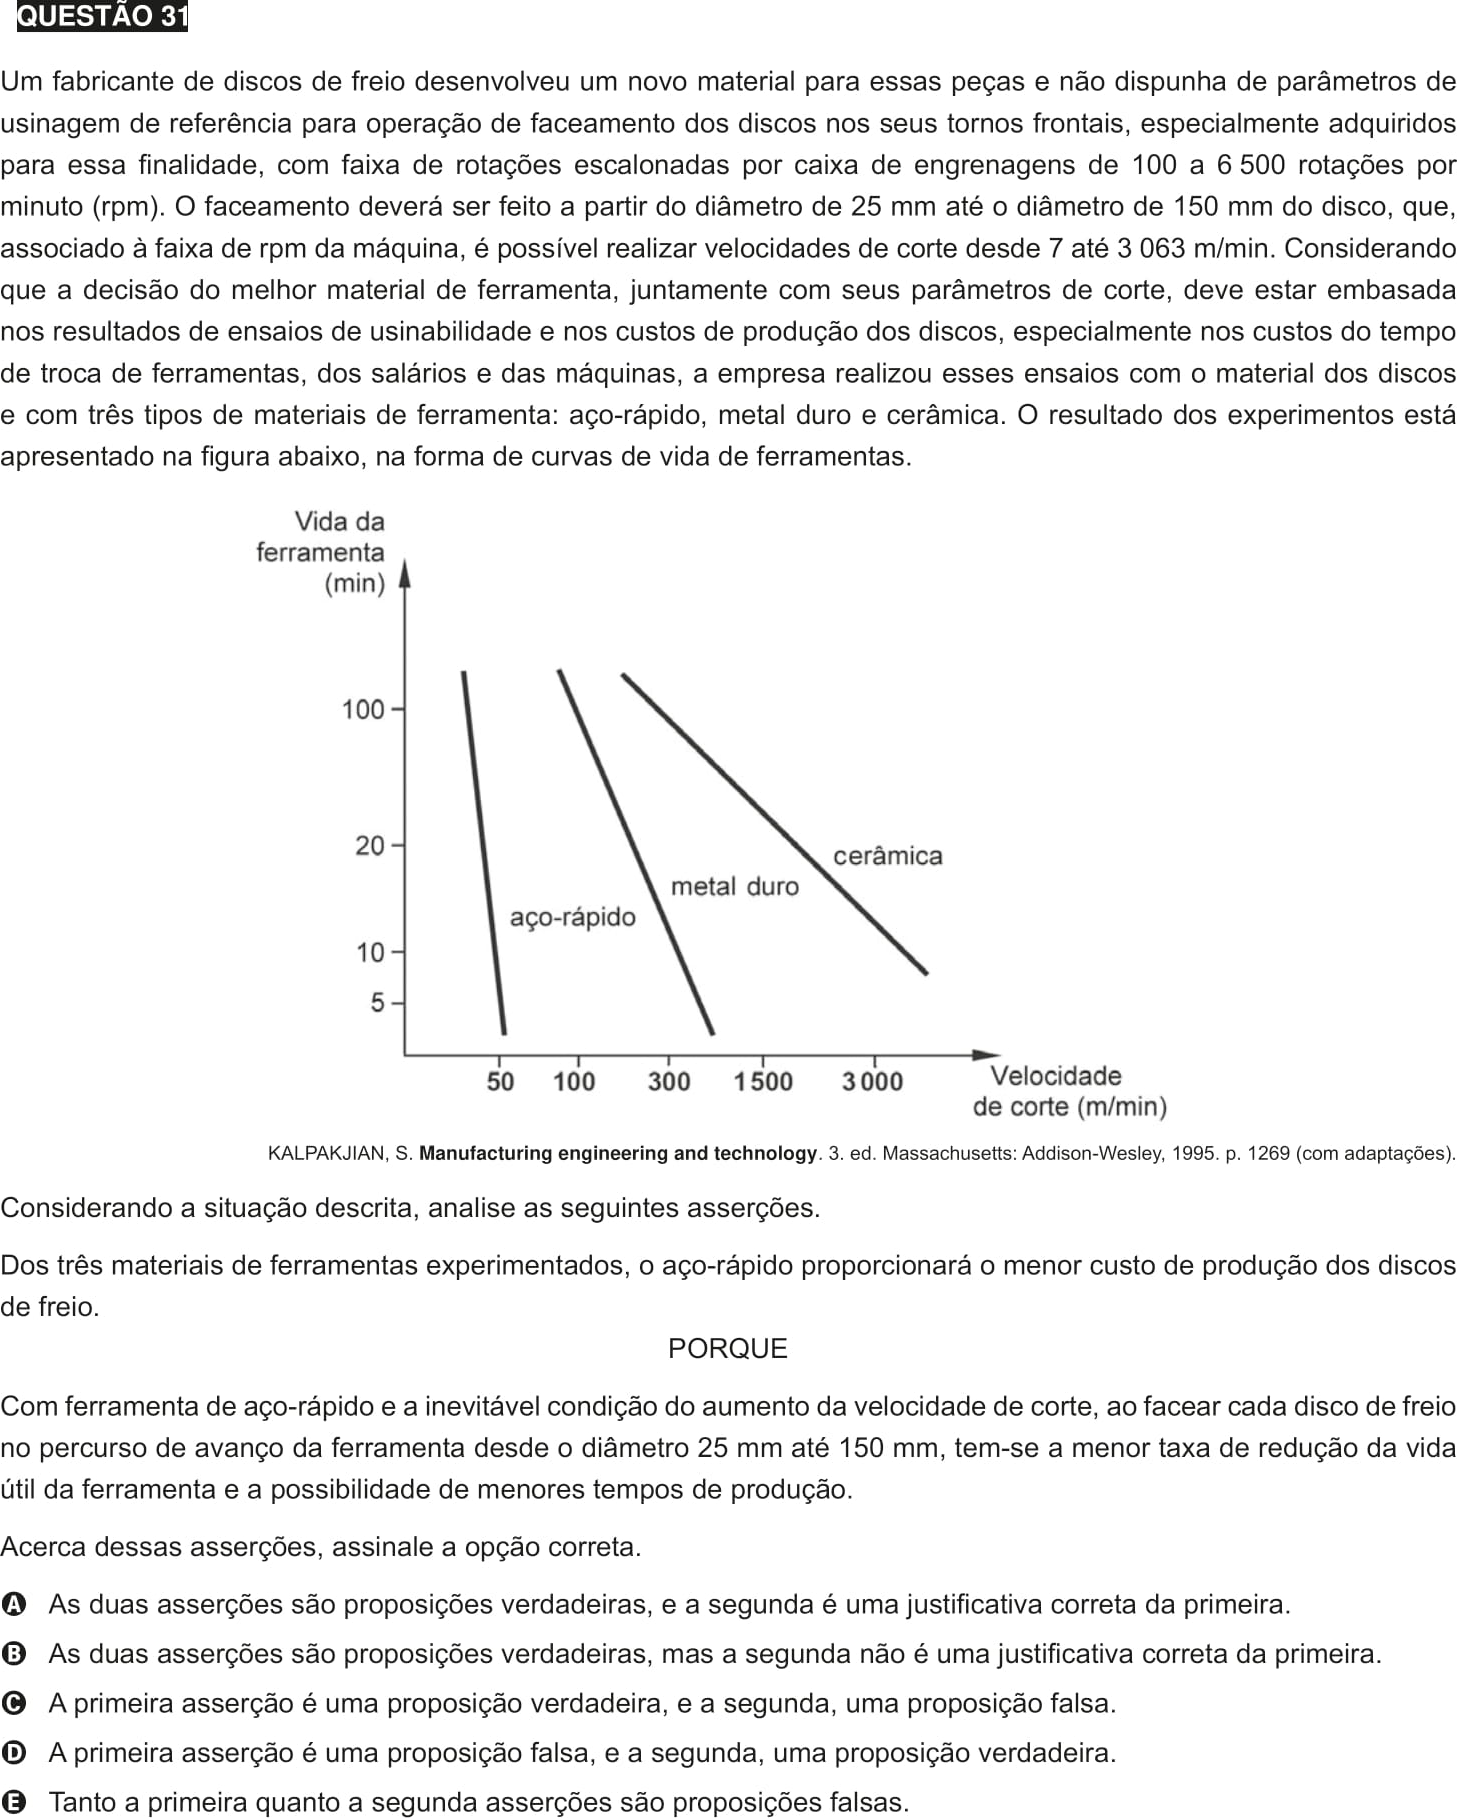 QUESTÃO 31
Um fabricante de discos de freio desenvolveu um novo material para essas peças e não dispunha de parâmetros de
usinagem de referência para operação de faceamento dos discos nos seus tornos frontais, especialmente adquiridos
para essa finalidade, com faixa de rotações escalonadas por caixa de engrenagens de 100 a 6 500 rotações por
minuto (rpm). O faceamento deverá ser feito a partir do diâmetro de 25 mm até o diâmetro de 150 mm do disco, que,
associado à faixa de rpm da máquina, é possível realizar velocidades de corte desde 7 até 3 063 m/min. Considerando
que a decisão do melhor material de ferramenta, juntamente com seus parâmetros de corte, deve estar embasada
nos resultados de ensaios de usinabilidade e nos custos de produção dos discos, especialmente nos custos do tempo
de troca de ferramentas, dos salários e das máquinas, a empresa realizou esses ensaios com o material dos discos
e com três tipos de materiais de ferramenta: aço-rápido, metal duro e cerâmica. O resultado dos experimentos está
apresentado na figura abaixo, na forma de curvas de vida de ferramentas.
Vida da
ferramenta
(min)
100
20
10
5
cerâmica
metal duro
aço-rápido
50 100 300 1 500 3 000
Velocidade
de corte (m/min)
KALPAKJIAN, S. Manufacturing engineering and technology. 3. ed. Massachusetts: Addison-Wesley, 1995. p. 1269 (com adaptações).
Considerando a situação descrita, analise as seguintes asserções.
Dos três materiais de ferramentas experimentados, o aço-rápido proporcionará o menor custo de produção dos discos
de freio.
PORQUE
Com ferramenta de aço-rápido e a inevitável condição do aumento da velocidade de corte, ao facear cada disco de freio
no percurso de avanço da ferramenta desde o diâmetro 25 mm até 150 mm, tem-se a menor taxa de redução da vida
útil da ferramenta e a possibilidade de menores tempos de produção.
Acerca dessas asserções, assinale a opção correta.
A As duas asserções são proposições verdadeiras, e a segunda é uma justificativa correta da primeira.
B As duas asserções são proposições verdadeiras, mas a segunda não é uma justificativa correta da primeira.
C A primeira asserção é uma proposição verdadeira, e a segunda, uma proposição falsa.
D A primeira asserção é uma proposição falsa, e a segunda, uma proposição verdadeira.
E Tanto a primeira quanto a segunda asserções são proposições falsas.